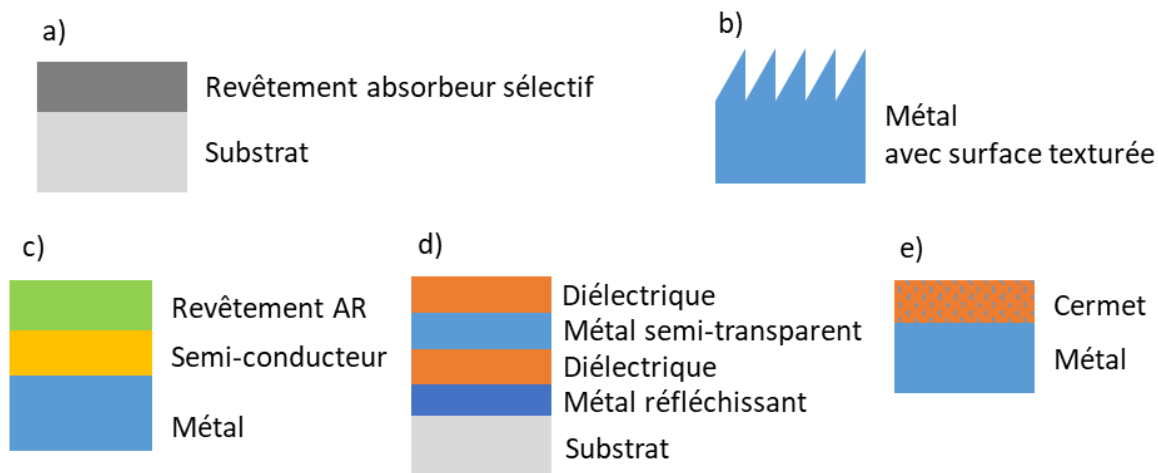 a)
Revêtement absorbeur sélectif
Substrat
b)
Métal
avec surface texturée
c)
Revêtement AR
Semi-conducteur
Métal
d)
Diélectrique
Métal semi-transparent
Diélectrique
Métal réfléchissant
Substrat
e)
Cermet
Métal